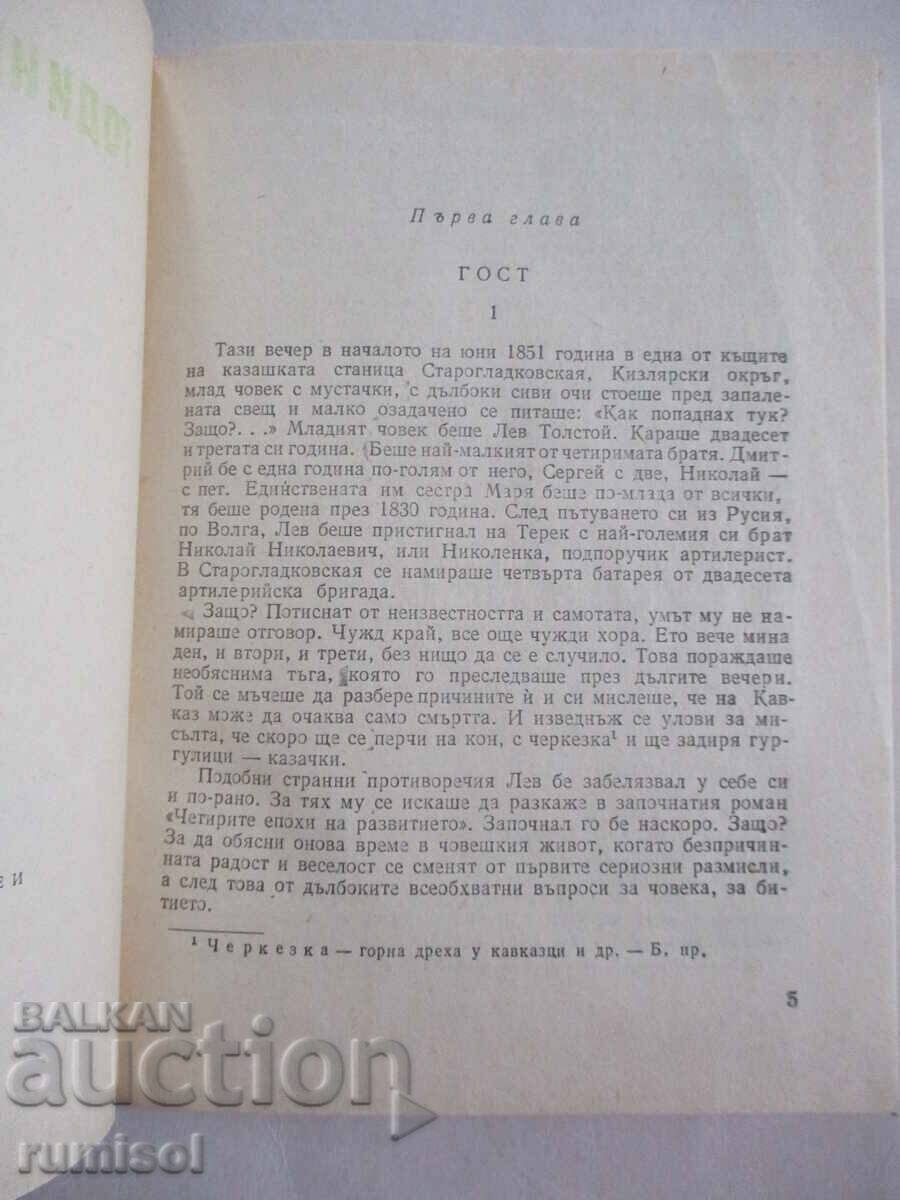 ГОДИН
Е И
Първа глава
ГОСТ
1
Тази вечер в началото на юни 1851 година в една от къщите
на казашката станица Старогладковская, Кизлярски окръг,
млад човек с мустачки, с дълбоки сиви очи стоеше пред запале-
ната свещ и малко озадачено се питаше: «Как попаднах тук?
Защо?...» Младият човек беше Лев Толстой. Караше двадесет
и третата си година. Беше най-малкият от четиримата братя. Дмит-
рий бе с една година по-голям от него, Сергей с две, Николай —
с пет. Единствената им сестра Маря беше по-млада от всички,
тя беше родена през 1830 година. След пътуването си из Русия,
по Волга, Лев беше пристигнал на Терек с най-големия си брат
Николай Николаевич, или Николенка, подпоручик артилерист.
В Старогладковская се намираше четвърта батарея от двадесета
артилерийска бригада.
Защо? Потиснат от неизвестността и самотата, умът му не на-
мираше отговор. Чужд край, все още чужди хора. Ето вече мина
ден, и втори, и трети, без нищо да се е случило. Това пораждаше
необяснима тъга, която го преследваше през дългите вечери.
Той се мъчеше да разбере причините ѝ и си мислеше, че на Кав-
каз може да очаква само смъртта. И изведнъж се улови за ми-
сълта, че скоро ще се перчи на кон, с черкезка¹ и ще задиря гур-
гулици — казачки.
Подобни странни противоречия Лев бе забелязвал у себе си
и по-рано. За тях му се искаше да разкаже в започнатия роман
«Четирите епохи на развитието». Започнал го бе наскоро. Защо?
За да обясни онова време в човешкия живот, когато безпричин-
ната радост и веселост се сменят от първите сериозни размисли,
а след това от дълбоките всеобхватни въпроси за човека, за би-
тието.
¹ Черкезка — горна дреха у кавказци и др. — Б. пр.
5
BALKAN
auction
rumisol